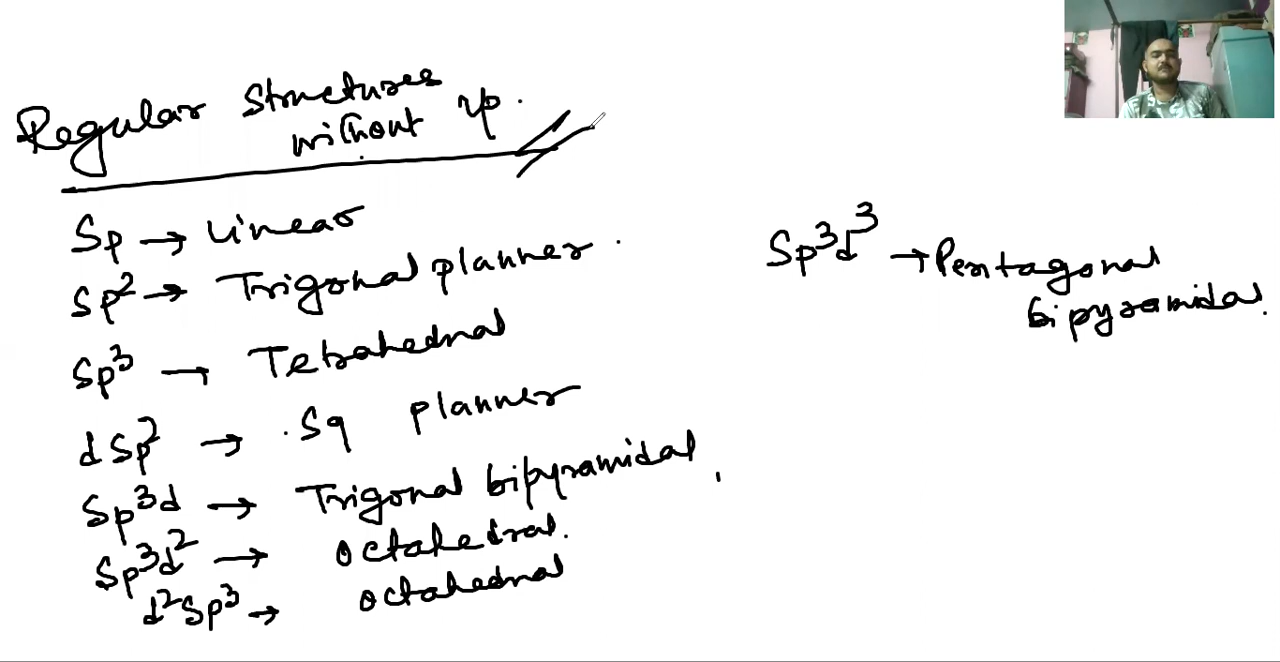 Regular Structures
without lp.
Sp → Linear
Sp² → Trigonal planner.
Sp³ → Tetrahedral
dSp² → Sq planner
Sp³d → Trigonal bipyramidal,
Sp³d² → Octahedral.
d²Sp³ → Octahedral
Sp³d³ → Pentagonal
bipyramidal.